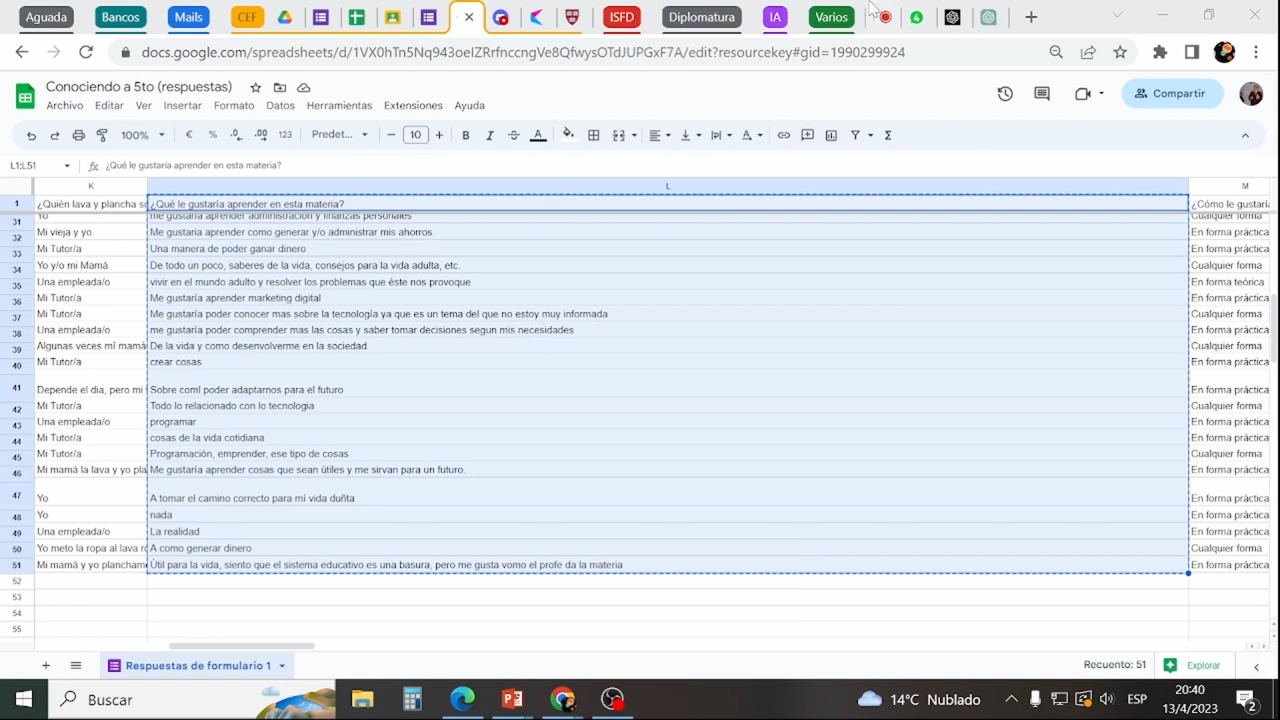 Aguada Bancos Mails CEF ISFD Diplomatura IA Varios
docs.google.com/spreadsheets/d/1VX0hTn5Nq943oeIZRrfnccngVe8QfwysOTdJUPGxF7A/edit?resourcekey#gid=1990299924
Conociendo a 5to (respuestas)
Archivo Editar Ver Insertar Formato Datos Herramientas Extensiones Ayuda
Compartir
100% € % .0 .00 123 Predet... 10 B I A
L1:L51 fx ¿Qué le gustaría aprender en esta materia?
K L M
1 ¿Quién lava y plancha su ¿Qué le gustaría aprender en esta materia? ¿Cómo le gustaría
31 Yo me gustaría aprender administración y finanzas personales Cualquier forma
32 Mi vieja y yo. Me gustaria aprender como generar y/o administrar mis ahorros. En forma práctica
33 Mi Tutor/a Una manera de poder ganar dinero En forma práctica
34 Yo y/o mi Mamá De todo un poco, saberes de la vida, consejos para la vida adulta, etc. Cualquier forma
35 Una empleada/o vivir en el mundo adulto y resolver los problemas que éste nos provoque En forma teórica
36 Mi Tutor/a Me gustaría aprender marketing digital En forma práctica
37 Mi Tutor/a Me gustaría poder conocer mas sobre la tecnología ya que es un tema del que no estoy muy informada Cualquier forma
38 Una empleada/o me gustaría poder comprender mas las cosas y saber tomar decisiones segun mis necesidades En forma práctica
39 Algunas veces mí mamá De la vida y como desenvolverme en la sociedad Cualquier forma
40 Mi Tutor/a crear cosas En forma práctica
41 Depende el dia, pero mi Sobre coml poder adaptarnos para el futuro En forma práctica
42 Mi Tutor/a Todo lo relacionado con lo tecnologia Cualquier forma
43 Una empleada/o programar En forma práctica
44 Mi Tutor/a cosas de la vida cotidiana En forma práctica
45 Mi Tutor/a Programación, emprender, ese tipo de cosas Cualquier forma
46 Mi mamá la lava y yo pla Me gustaría aprender cosas que sean útiles y me sirvan para un futuro. En forma práctica
47 Yo A tomar el camino correcto para mí vida duñta En forma práctica
48 Yo nada En forma práctica
49 Una empleada/o La realidad En forma práctica
50 Yo meto la ropa al lava ro A como generar dinero Cualquier forma
51 Mi mamá y yo planchame Útil para la vida, siento que el sistema educativo es una basura, pero me gusta vomo el profe da la materia En forma práctica
52
53
54
55
Respuestas de formulario 1 Recuento: 51 Explorar
Buscar 14°C Nublado ESP 20:40
13/4/2023 2